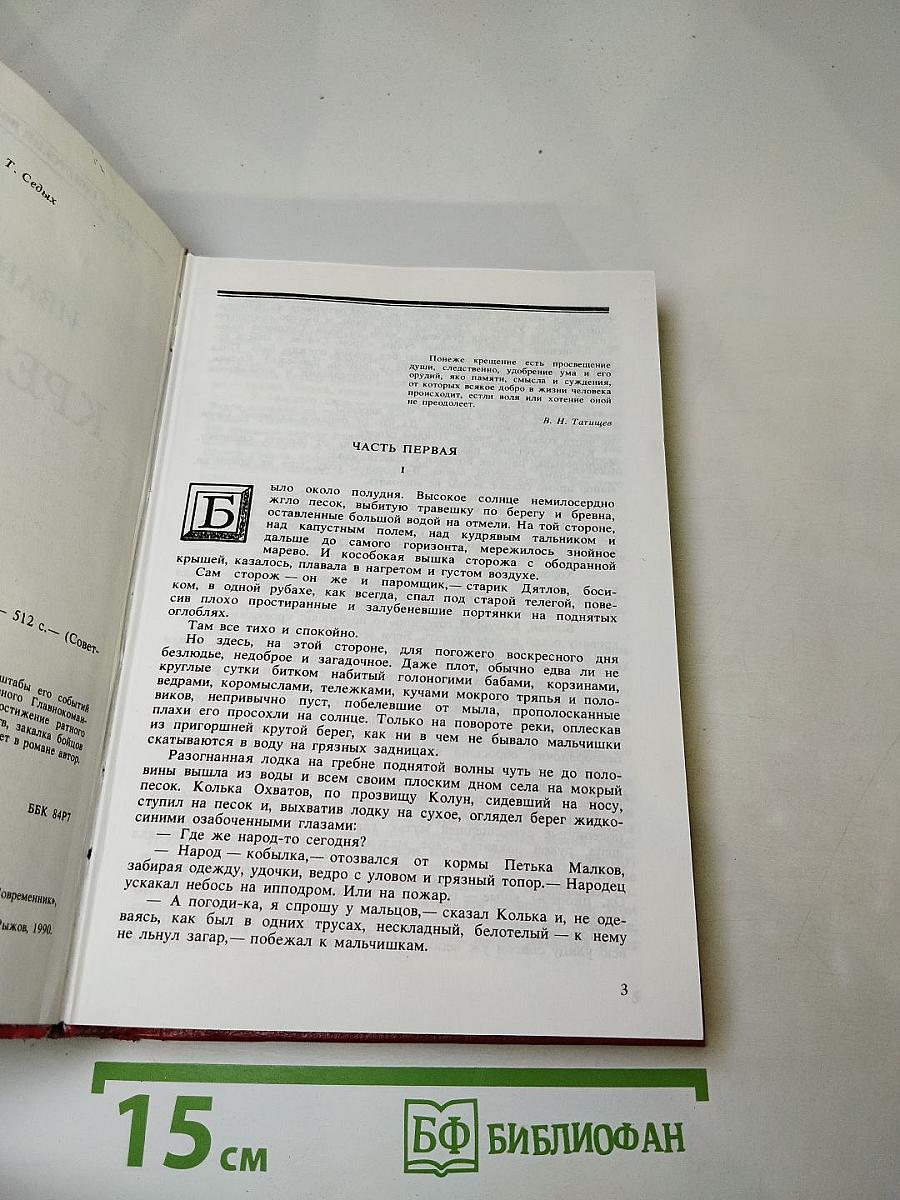 Т. Седых
— 512 с.— (Совет-
штабы его событий
ного Главнокоман-
остижение ратного
в, закалка бойцов
ет в романе автор.
ББК 84Р7
овременник»,
Рыжов, 1990.
Понеже крещение есть просвещение
души, следственно, удобрение ума и его
орудий, яко памяти, смысла и суждения,
от которых всякое добро в жизни человека
происходит, естли воля или хотение оной
не преодолеет.
В. Н. Татищев
ЧАСТЬ ПЕРВАЯ
I
Было около полудня. Высокое солнце немилосердно
жгло песок, выбитую травешку по берегу и бревна,
оставленные большой водой на отмели. На той стороне,
над капустным полем, над кудрявым тальником и
дальше до самого горизонта, мережилось знойное
марево. И кособокая вышка сторожа с ободранной
крышей, казалось, плавала в нагретом и густом воздухе.
Сам сторож — он же и паромщик,— старик Дятлов, боси-
ком, в одной рубахе, как всегда, спал под старой телегой, пове-
сив плохо простиранные и залубеневшие портянки на поднятых
оглоблях.
Там все тихо и спокойно.
Но здесь, на этой стороне, для погожего воскресного дня
безлюдье, недоброе и загадочное. Даже плот, обычно едва ли не
круглые сутки битком набитый голоногими бабами, корзинами,
ведрами, коромыслами, тележками, кучами мокрого тряпья и поло-
виков, непривычно пуст, побелевшие от мыла, прополосканные
плахи его просохли на солнце. Только на повороте реки, оплескав
из пригоршней крутой берег, как ни в чем не бывало мальчишки
скатываются в воду на грязных задницах.
Разогнанная лодка на гребне поднятой волны чуть не до поло-
вины вышла из воды и всем своим плоским дном села на мокрый
песок. Колька Охватов, по прозвищу Колун, сидевший на носу,
ступил на песок и, выхватив лодку на сухое, оглядел берег жидко-
синими озабоченными глазами:
— Где же народ-то сегодня?
— Народ — кобылка,— отозвался от кормы Петька Малков,
забирая одежду, удочки, ведро с уловом и грязный топор.— Народец
ускакал небось на ипподром. Или на пожар.
— А погоди-ка, я спрошу у мальцов,— сказал Колька и, не оде-
ваясь, как был в одних трусах, нескладный, белотелый — к нему
не льнул загар,— побежал к мальчишкам.
3
15 см
БФ БИБЛИОФАН